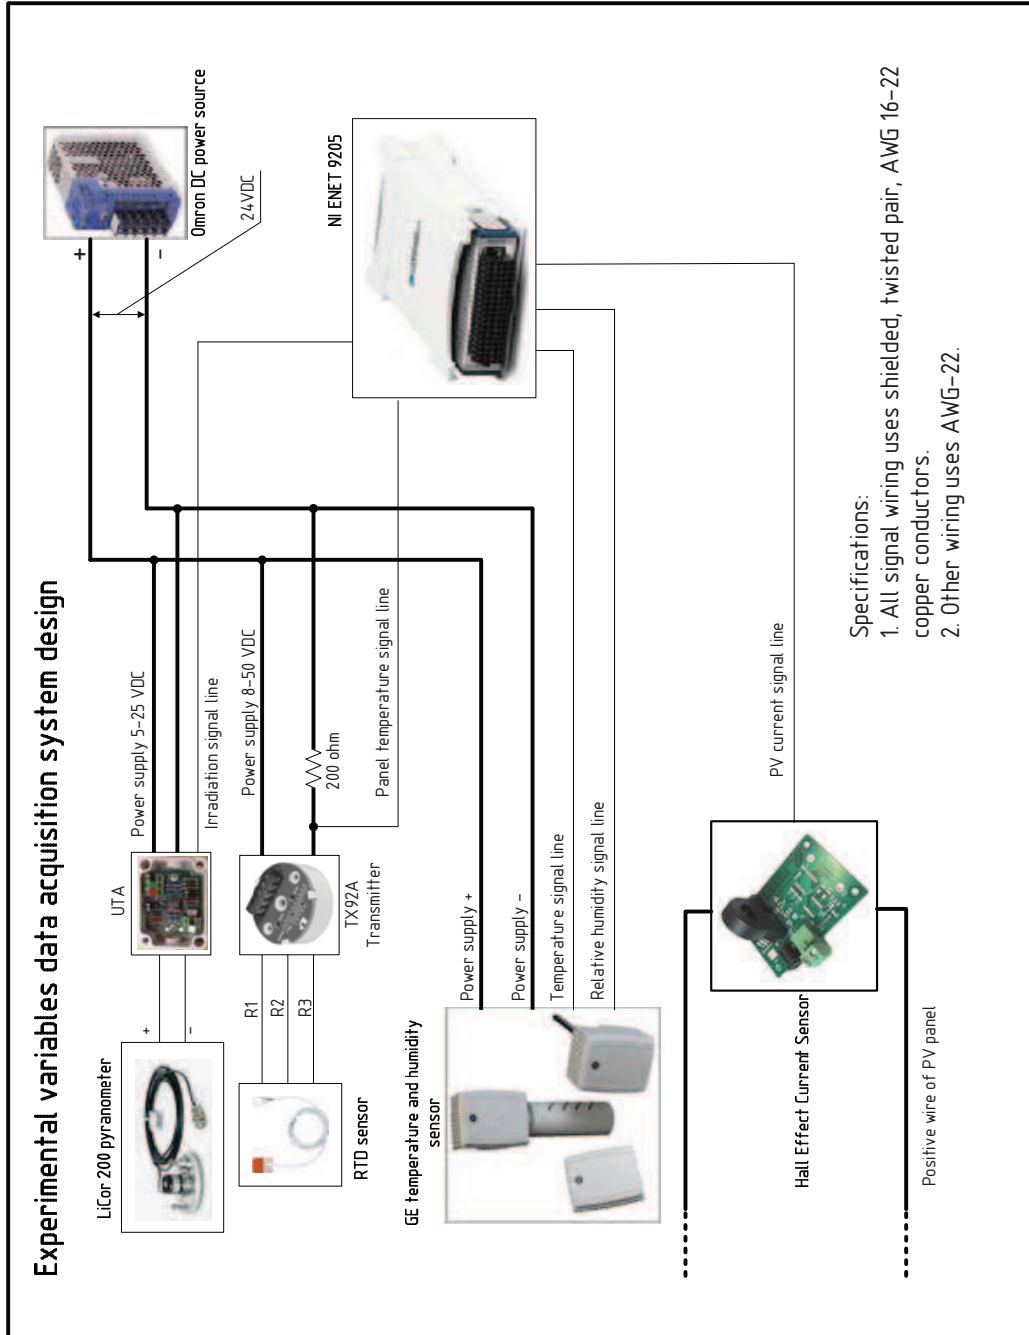 Experimental variables data acquisition system design
LiCor 200 pyranometer
+
-
UTA
Power supply 5-25 VDC
Irradiation signal line
+
-
24VDC
Omron DC power source
RTD sensor
R1
R2
R3
TX92A
Transmitter
Power supply 8-50 VDC
200 ohm
Panel temperature signal line
NI ENET 9205
GE temperature and humidity
sensor
Power supply +
Power supply -
Temperature signal line
Relative humidity signal line
Hall Effect Current Sensor
PV current signal line
Positive wire of PV panel
Specifications:
1. All signal wiring uses shielded, twisted pair, AWG 16-22
copper conductors.
2. Other wiring uses AWG-22.